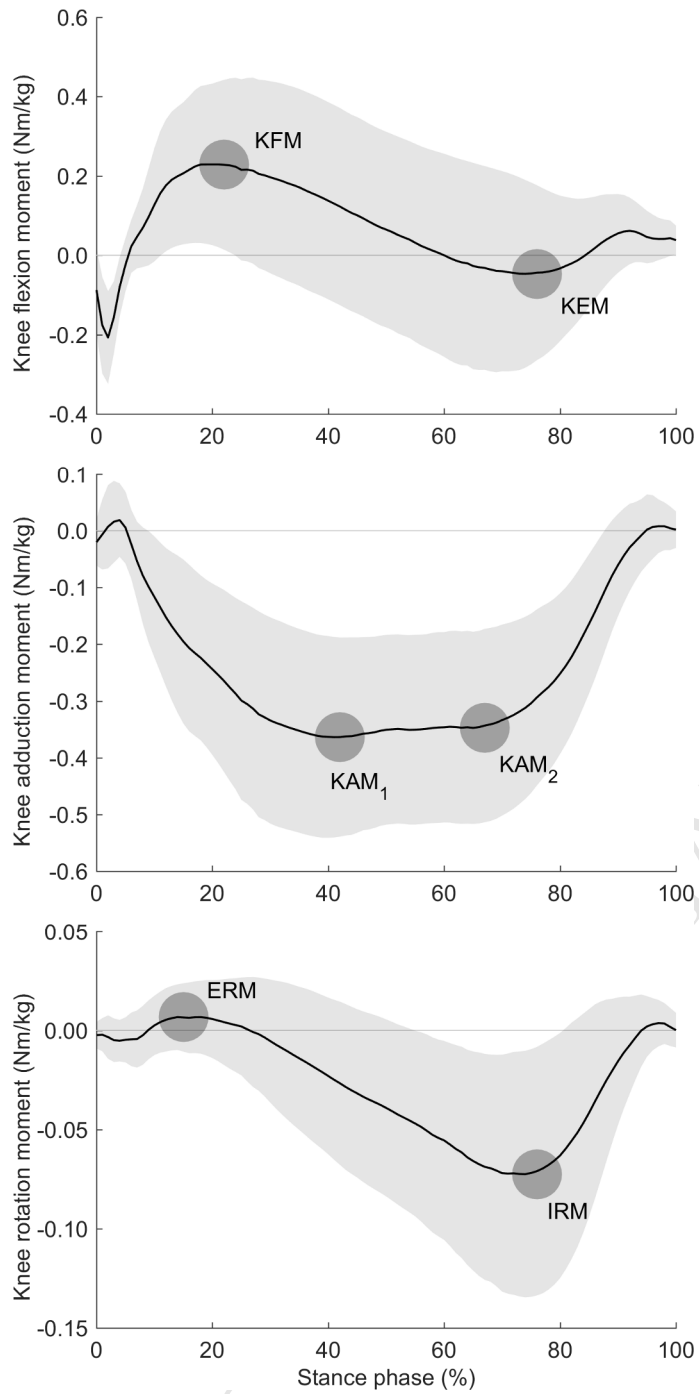 0.6
0.4
KFM
0.2
0.0
-0.2
KEM
-0.4
0 20 40 60 80 100
Knee flexion moment (Nm/kg)
0.1
0.0
-0.1
-0.2
-0.3
-0.4
KAM1
KAM2
-0.5
-0.6
0 20 40 60 80 100
Knee adduction moment (Nm/kg)
0.05
ERM
0.00
-0.05
IRM
-0.10
-0.15
0 20 40 60 80 100
Knee rotation moment (Nm/kg)
Stance phase (%)